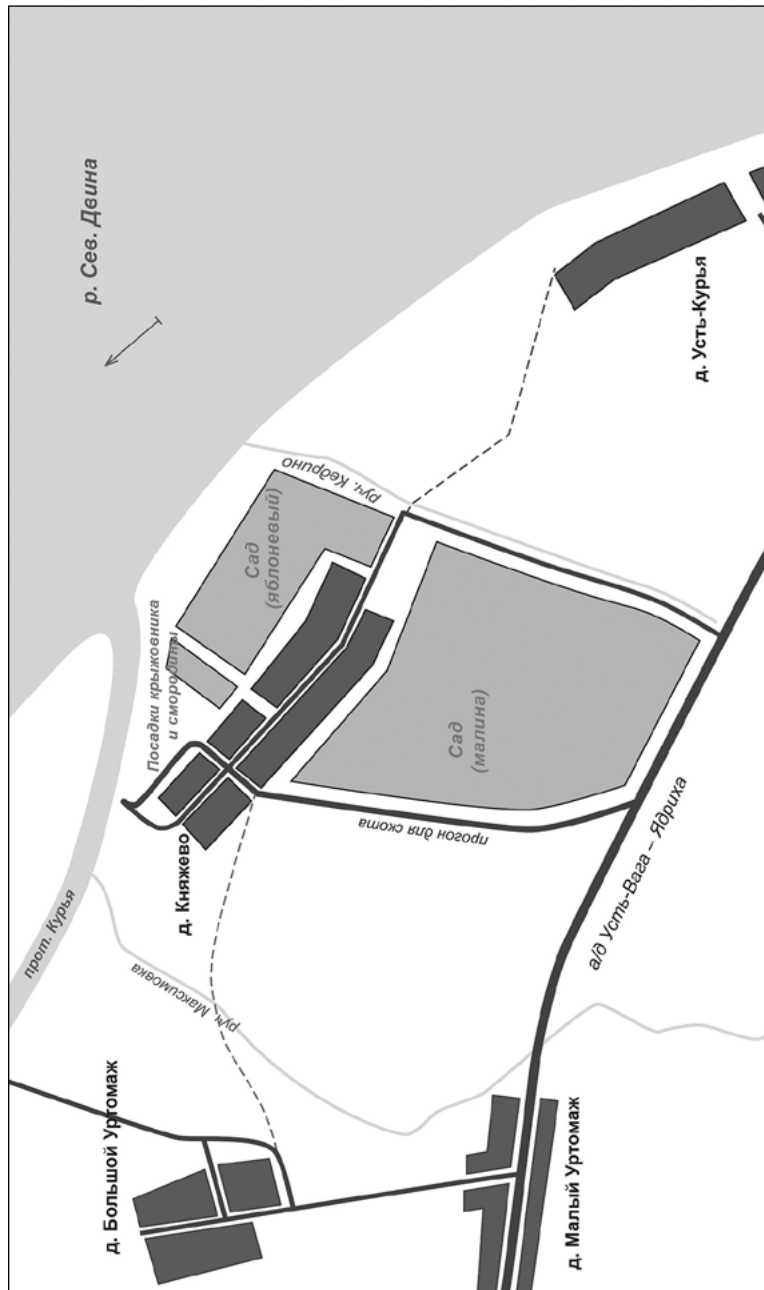 р. Сев. Двина
д. Усть-Курья
руч. Кедрино
Сад
(яблоневый)
Посадки крыжовника
и смородины
Сад
(малина)
прогон для скота
д. Княжево
прот. Курья
руч. Максимовка
а/д Усть-Вага – Ядриха
д. Большой Уртомаж
д. Малый Уртомаж